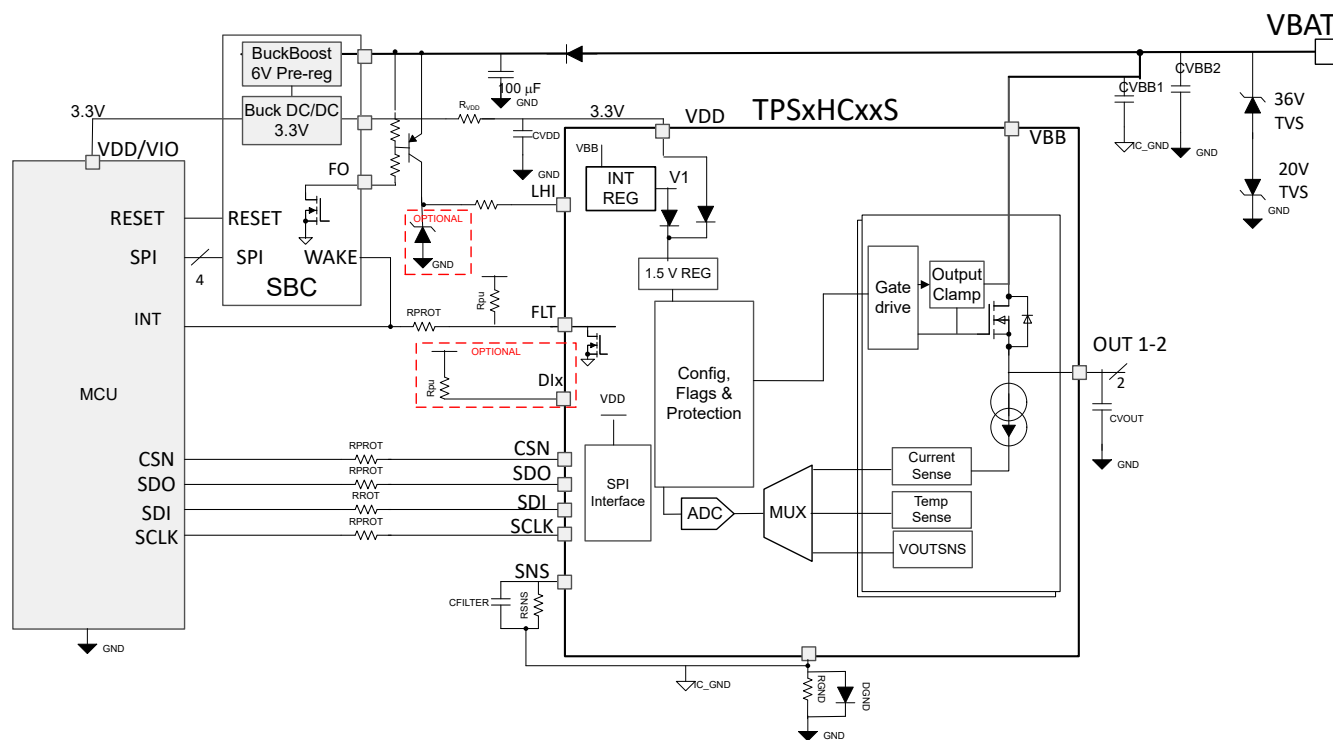 VBAT
BuckBoost
6V Pre-reg
CVBB2
CVBB1
100 µF
GND
36V
TVS
3.3V
Buck DC/DC
3.3V
RVDD
3.3V
TPSxHCxxS
VDD
CVDD
VBB
IC_GND
GND
VDD/VIO
GND
VBB
FO
INT
REG
V1
20V
TVS
LHI
GND
RESET
RESET
OPTIONAL
SPI
4
SPI
WAKE
GND
1.5 V REG
Output
Clamp
SBC
Gate
drive
Rpu
INT
RPROT
FLT
OPTIONAL
OUT 1-2
2
Rpu
DIx
MCU
Config,
Flags &
Protection
VDD
CVOUT
CSN
RPROT
CSN
Current
Sense
GND
SDO
RPROT
SDO
SPI
Interface
Temp
Sense
SDI
RROT
SDI
ADC
MUX
SCLK
RPROT
SCLK
VOUTSNS
SNS
CFILTER
RSNS
GND
IC_GND
RGND
DGND
GND